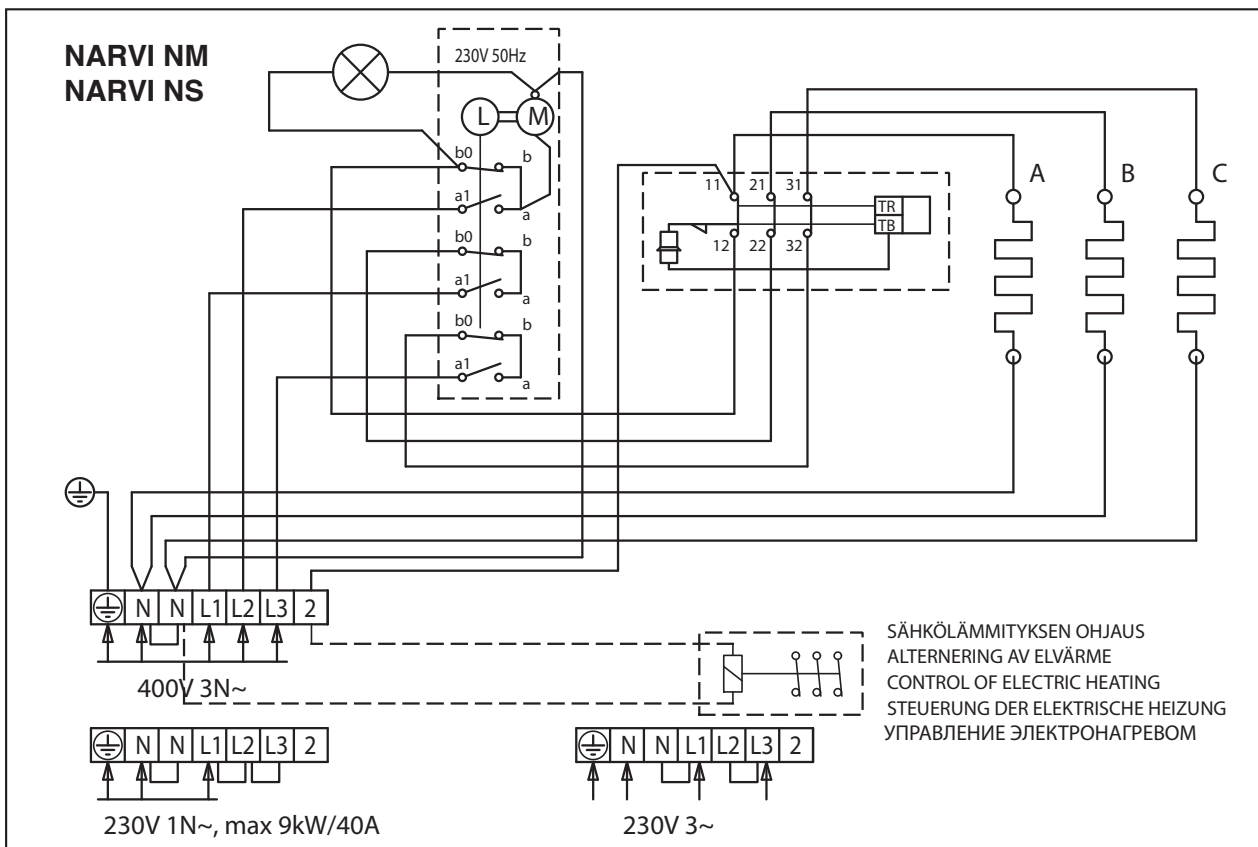 NARVI NM
NARVI NS
230V 50Hz
L M
b0 b
a1 a
b0 b
a1 a
b0 b
a1 a
11 21 31
TR
TB
12 22 32
A B C
N N L1 L2 L3 2
400V 3N~
SÄHKÖLÄMMITYKSEN OHJAUS
ALTERNERING AV ELVÄRME
CONTROL OF ELECTRIC HEATING
STEUERUNG DER ELEKTRISCHE HEIZUNG
УПРАВЛЕНИЕ ЭЛЕКТРОНАГРЕВОМ
N N L1 L2 L3 2
230V 1N~, max 9kW/40A
N N L1 L2 L3 2
230V 3~